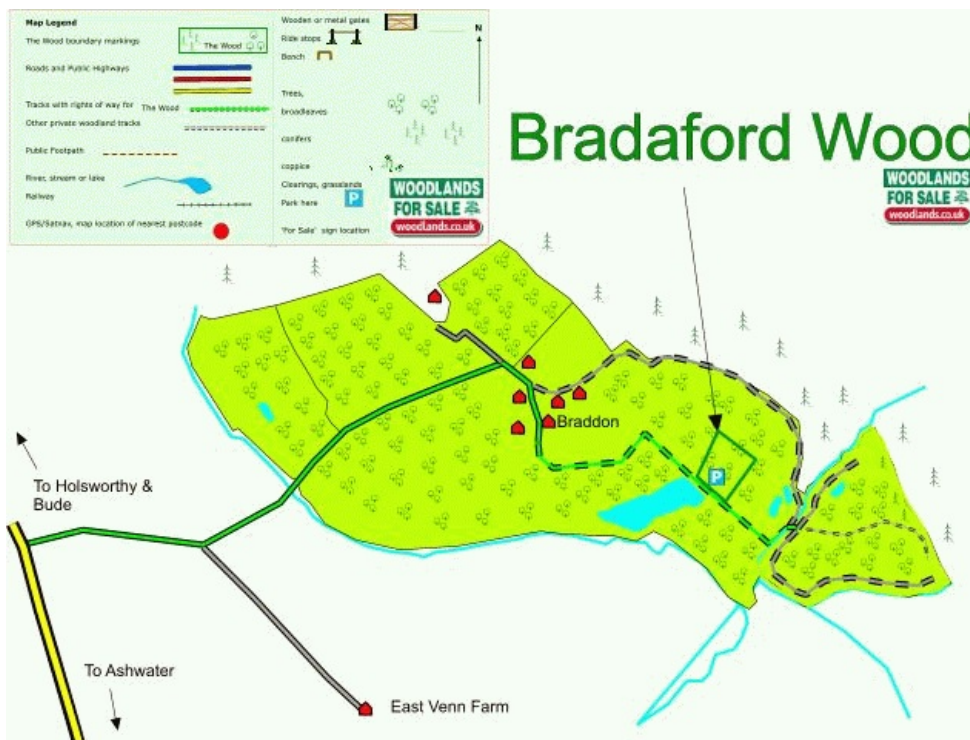 Map Legend
The Wood boundary markings
The Wood
Roads and Public Highways
Tracks with rights of way for The Wood
Other private woodland tracks
Public Footpath
River, stream or lake
Railway
GPS/Satnav, map location of nearest postcode
Wooden or metal gates
Ride stops
Bench
Trees,
broadleaves
conifers
coppice
Clearings, grasslands
Park here
P
'For Sale' sign location
WOODLANDS
FOR SALE
woodlands.co.uk
N
Bradaford Wood
WOODLANDS
FOR SALE
woodlands.co.uk
Braddon
P
To Holsworthy &
Bude
To Ashwater
East Venn Farm